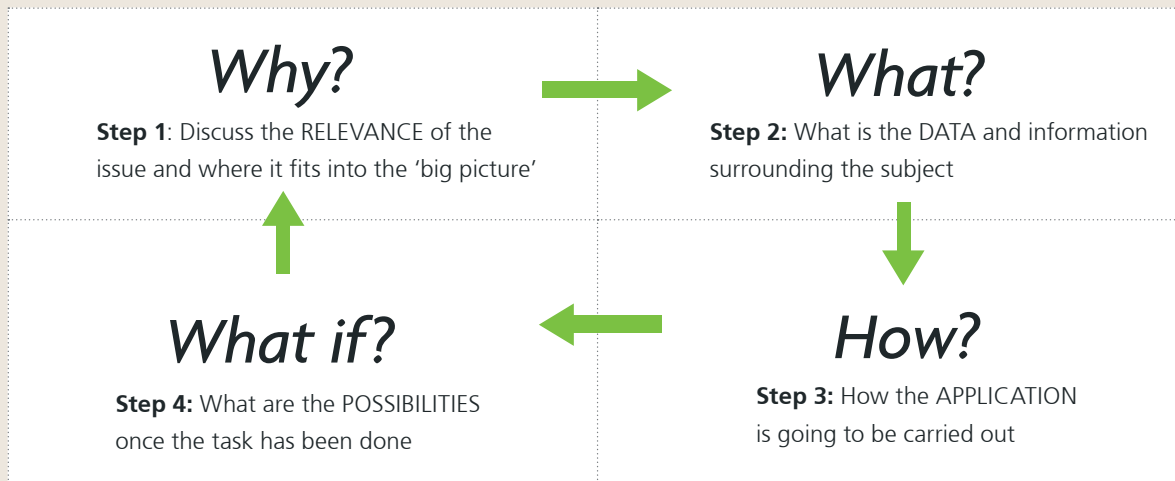 Why?
Step 1: Discuss the RELEVANCE of the
issue and where it fits into the ‘big picture’
What?
Step 2: What is the DATA and information
surrounding the subject
How?
Step 3: How the APPLICATION
is going to be carried out
What if?
Step 4: What are the POSSIBILITIES
once the task has been done